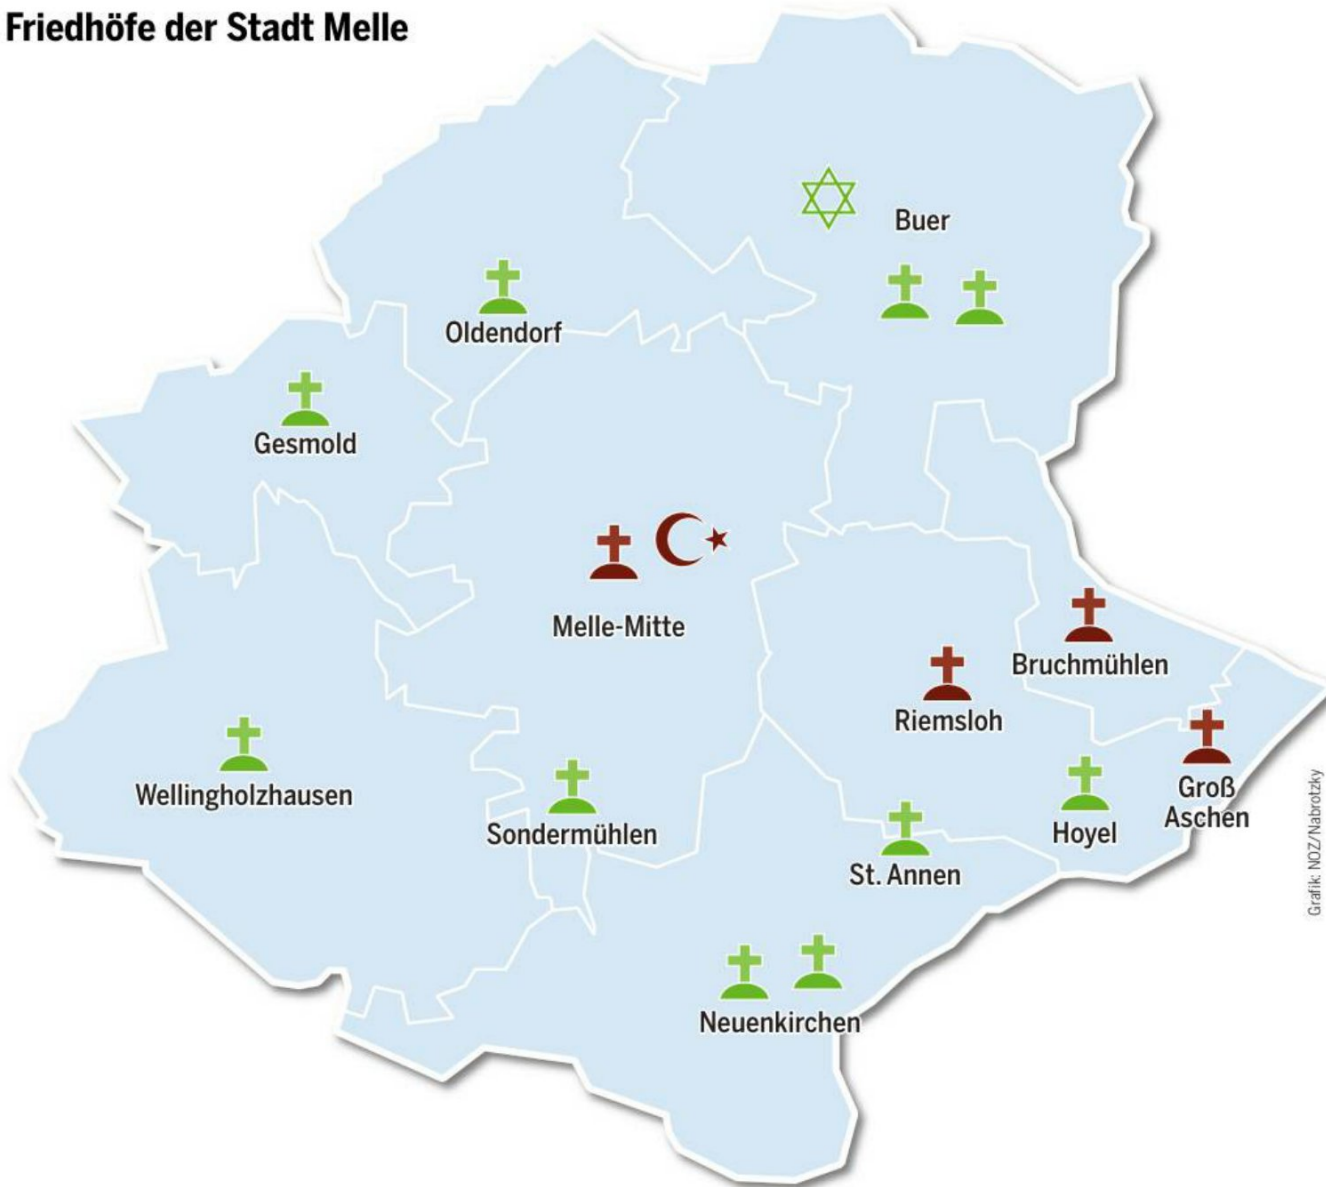 Friedhöfe der Stadt Melle
Buer
Oldendorf
Gesmold
Melle-Mitte
Bruchmühlen
Riemsloh
Wellingholzhausen
Sondermühlen
Groß
Aschen
Hoyel
St. Annen
Neuenkirchen
Grafik: NOZ/Nabrotzky